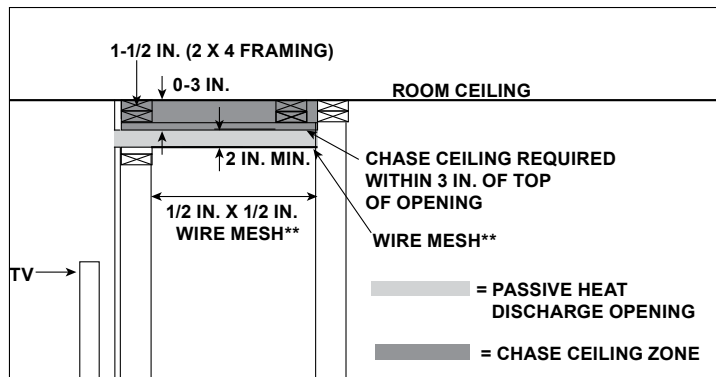 1-1/2 IN. (2 X 4 FRAMING)
0-3 IN.
ROOM CEILING
2 IN. MIN.
CHASE CEILING REQUIRED
WITHIN 3 IN. OF TOP
OF OPENING
1/2 IN. X 1/2 IN.
WIRE MESH**
WIRE MESH**
TV
= PASSIVE HEAT
DISCHARGE OPENING
= CHASE CEILING ZONE